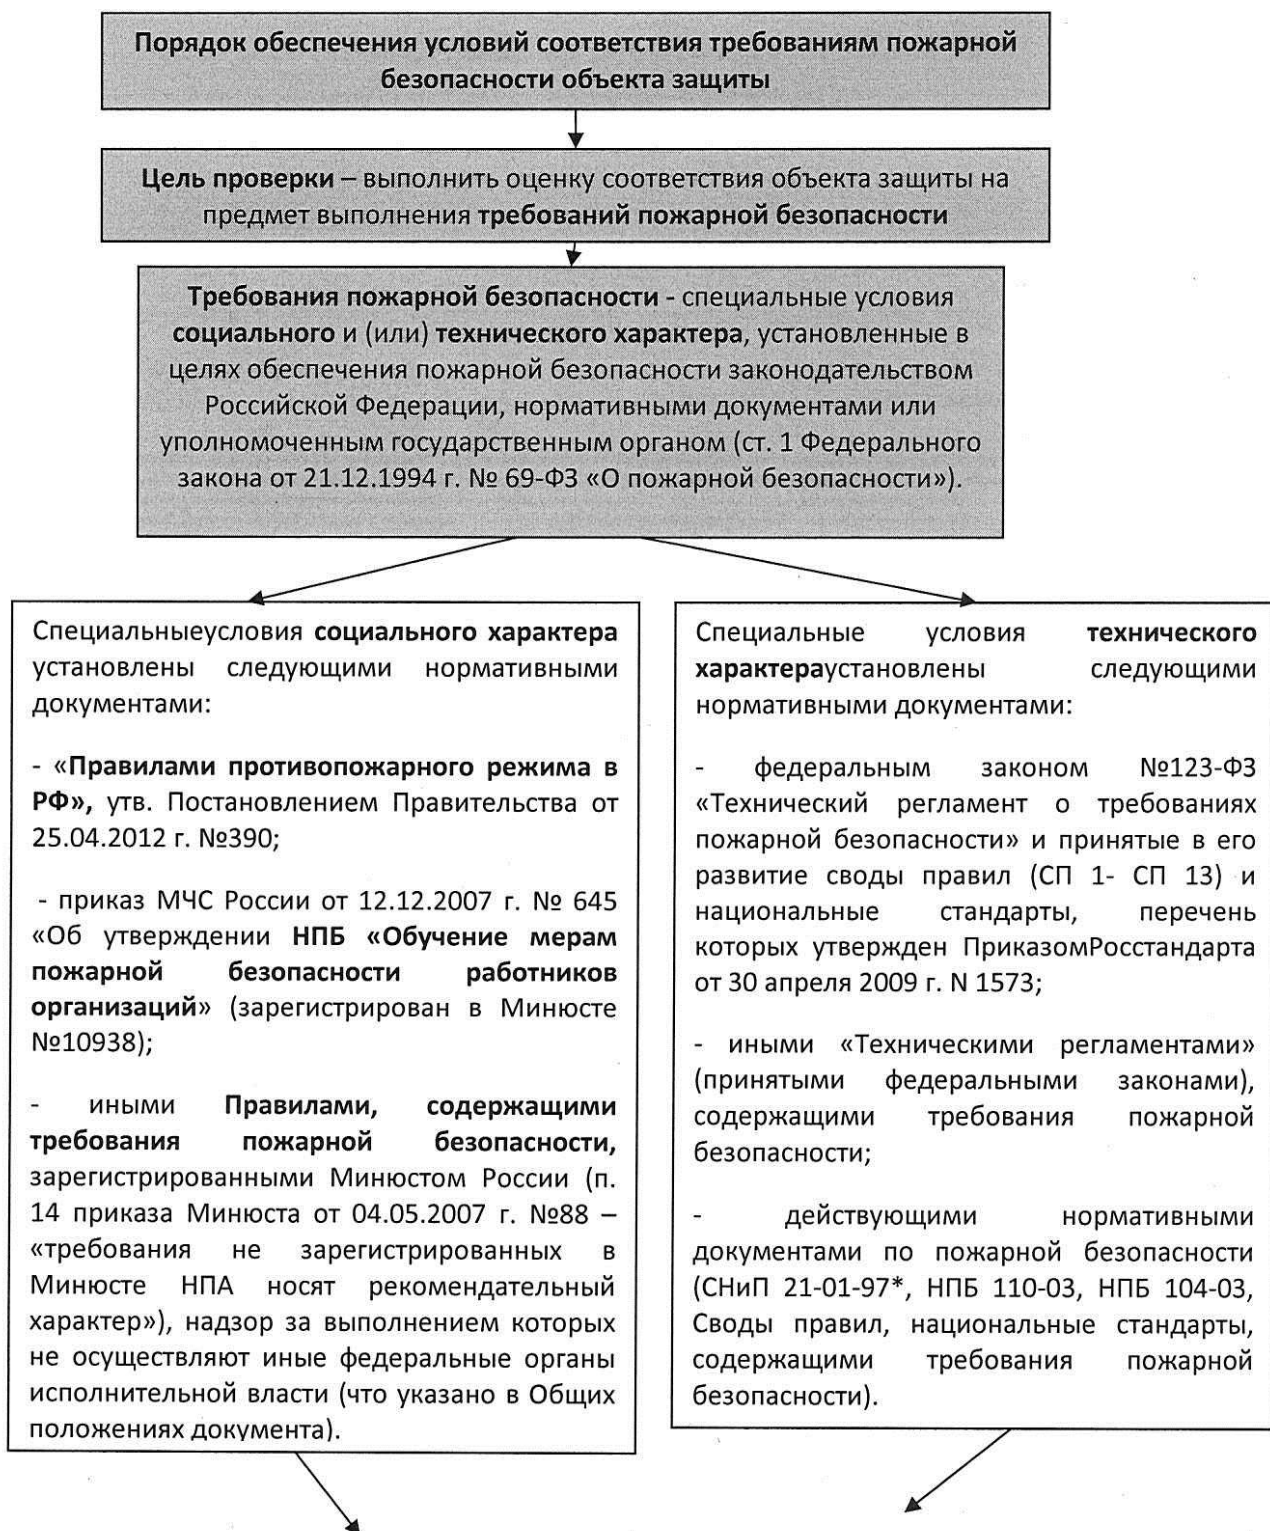 Порядок обеспечения условий соответствия требованиям пожарной
безопасности объекта защиты
Цель проверки – выполнить оценку соответствия объекта защиты на
предмет выполнения требований пожарной безопасности
Требования пожарной безопасности - специальные условия
социального и (или) технического характера, установленные в
целях обеспечения пожарной безопасности законодательством
Российской Федерации, нормативными документами или
уполномоченным государственным органом (ст. 1 Федерального
закона от 21.12.1994 г. № 69-ФЗ «О пожарной безопасности»).
Специальныеусловия социального характера
установлены следующими нормативными
документами:
- «Правилами противопожарного режима в
РФ», утв. Постановлением Правительства от
25.04.2012 г. №390;
- приказ МЧС России от 12.12.2007 г. № 645
«Об утверждении НПБ «Обучение мерам
пожарной безопасности работников
организаций» (зарегистрирован в Минюсте
№10938);
- иными Правилами, содержащими
требования пожарной безопасности,
зарегистрированными Минюстом России (п.
14 приказа Минюста от 04.05.2007 г. №88 –
«требования не зарегистрированных в
Минюсте НПА носят рекомендательный
характер»), надзор за выполнением которых
не осуществляют иные федеральные органы
исполнительной власти (что указано в Общих
положениях документа).
Специальные условия технического
характераустановлены следующими
нормативными документами:
- федеральным законом №123-ФЗ
«Технический регламент о требованиях
пожарной безопасности» и принятые в его
развитие своды правил (СП 1- СП 13) и
национальные стандарты, перечень
которых утвержден ПриказомРосстандарта
от 30 апреля 2009 г. N 1573;
- иными «Техническими регламентами»
(принятыми федеральными законами),
содержащими требования пожарной
безопасности;
- действующими нормативными
документами по пожарной безопасности
(СНиП 21-01-97*, НПБ 110-03, НПБ 104-03,
Своды правил, национальные стандарты,
содержащими требования пожарной
безопасности).